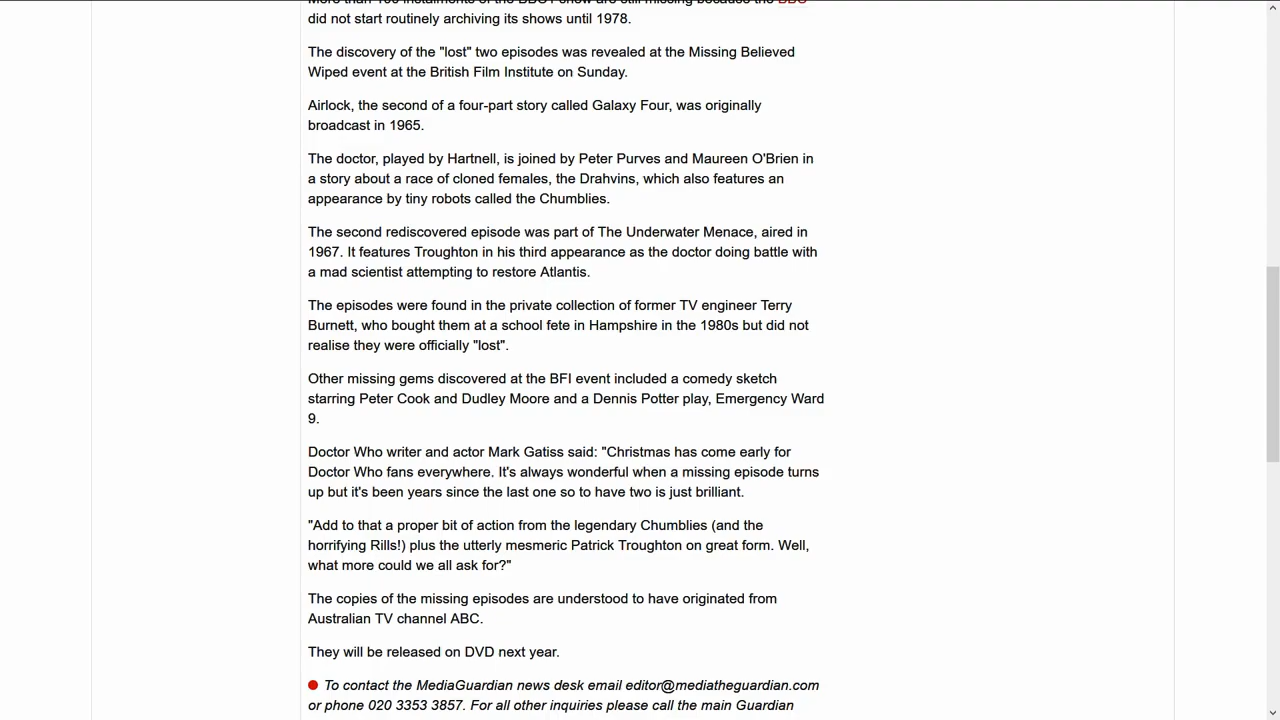 did not start routinely archiving its shows until 1978.
The discovery of the "lost" two episodes was revealed at the Missing Believed
Wiped event at the British Film Institute on Sunday.
Airlock, the second of a four-part story called Galaxy Four, was originally
broadcast in 1965.
The doctor, played by Hartnell, is joined by Peter Purves and Maureen O'Brien in
a story about a race of cloned females, the Drahvins, which also features an
appearance by tiny robots called the Chumblies.
The second rediscovered episode was part of The Underwater Menace, aired in
1967. It features Troughton in his third appearance as the doctor doing battle with
a mad scientist attempting to restore Atlantis.
The episodes were found in the private collection of former TV engineer Terry
Burnett, who bought them at a school fete in Hampshire in the 1980s but did not
realise they were officially "lost".
Other missing gems discovered at the BFI event included a comedy sketch
starring Peter Cook and Dudley Moore and a Dennis Potter play, Emergency Ward
9.
Doctor Who writer and actor Mark Gatiss said: "Christmas has come early for
Doctor Who fans everywhere. It's always wonderful when a missing episode turns
up but it's been years since the last one so to have two is just brilliant.
"Add to that a proper bit of action from the legendary Chumblies (and the
horrifying Rills!) plus the utterly mesmeric Patrick Troughton on great form. Well,
what more could we all ask for?"
The copies of the missing episodes are understood to have originated from
Australian TV channel ABC.
They will be released on DVD next year.
To contact the MediaGuardian news desk email editor@mediatheguardian.com
or phone 020 3353 3857. For all other inquiries please call the main Guardian